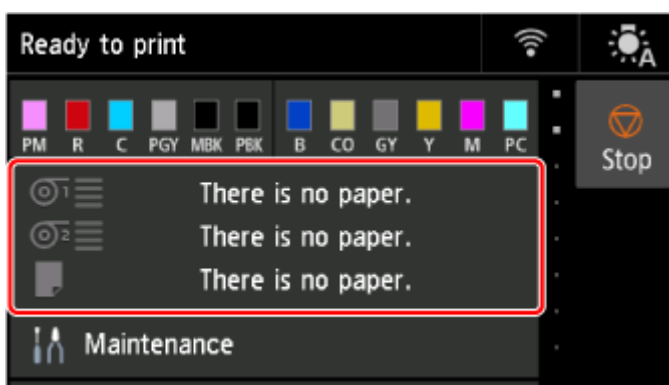 Ready to print
A
PM R C PGY MBK PBK B CO GY Y M PC
Stop
1 There is no paper.
2 There is no paper.
There is no paper.
Maintenance